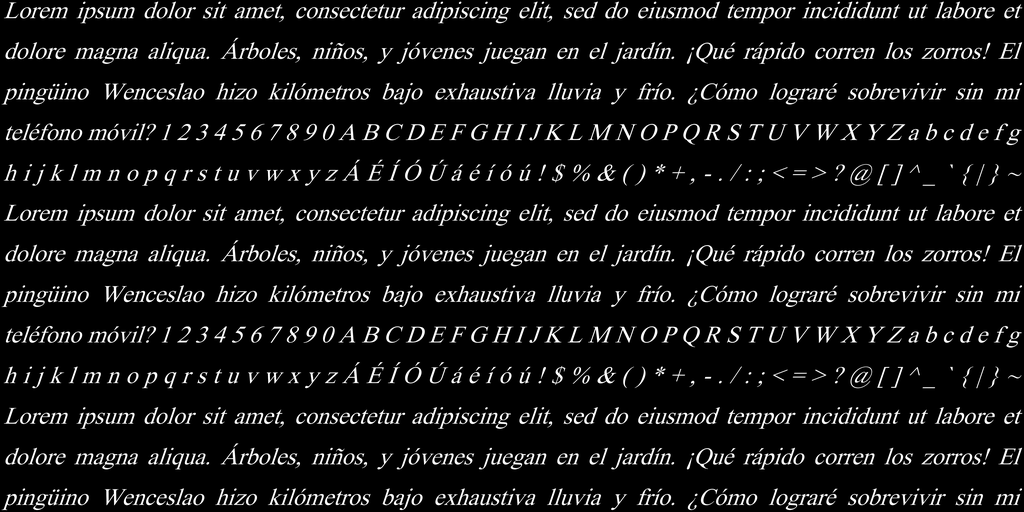 Lorem ipsum dolor sit amet, consectetur adipiscing elit, sed do eiusmod tempor incididunt ut labore et
dolore magna aliqua. Árboles, niños, y jóvenes juegan en el jardín. ¡Qué rápido corren los zorros! El
pingüino Wenceslao hizo kilómetros bajo exhaustiva lluvia y frío. ¿Cómo lograré sobrevivir sin mi
teléfono móvil? 1 2 3 4 5 6 7 8 9 0 A B C D E F G H I J K L M N O P Q R S T U V W X Y Z a b c d e f g
h i j k l m n o p q r s t u v w x y z Á É Í Ó Ú á é í ó ú ! $ % & ( ) * + , - . / : ; < = > ? @ [ ] ^ _ ` { | } ~
Lorem ipsum dolor sit amet, consectetur adipiscing elit, sed do eiusmod tempor incididunt ut labore et
dolore magna aliqua. Árboles, niños, y jóvenes juegan en el jardín. ¡Qué rápido corren los zorros! El
pingüino Wenceslao hizo kilómetros bajo exhaustiva lluvia y frío. ¿Cómo lograré sobrevivir sin mi
teléfono móvil? 1 2 3 4 5 6 7 8 9 0 A B C D E F G H I J K L M N O P Q R S T U V W X Y Z a b c d e f g
h i j k l m n o p q r s t u v w x y z Á É Í Ó Ú á é í ó ú ! $ % & ( ) * + , - . / : ; < = > ? @ [ ] ^ _ ` { | } ~
Lorem ipsum dolor sit amet, consectetur adipiscing elit, sed do eiusmod tempor incididunt ut labore et
dolore magna aliqua. Árboles, niños, y jóvenes juegan en el jardín. ¡Qué rápido corren los zorros! El
pingüino Wenceslao hizo kilómetros bajo exhaustiva lluvia y frío. ¿Cómo lograré sobrevivir sin mi